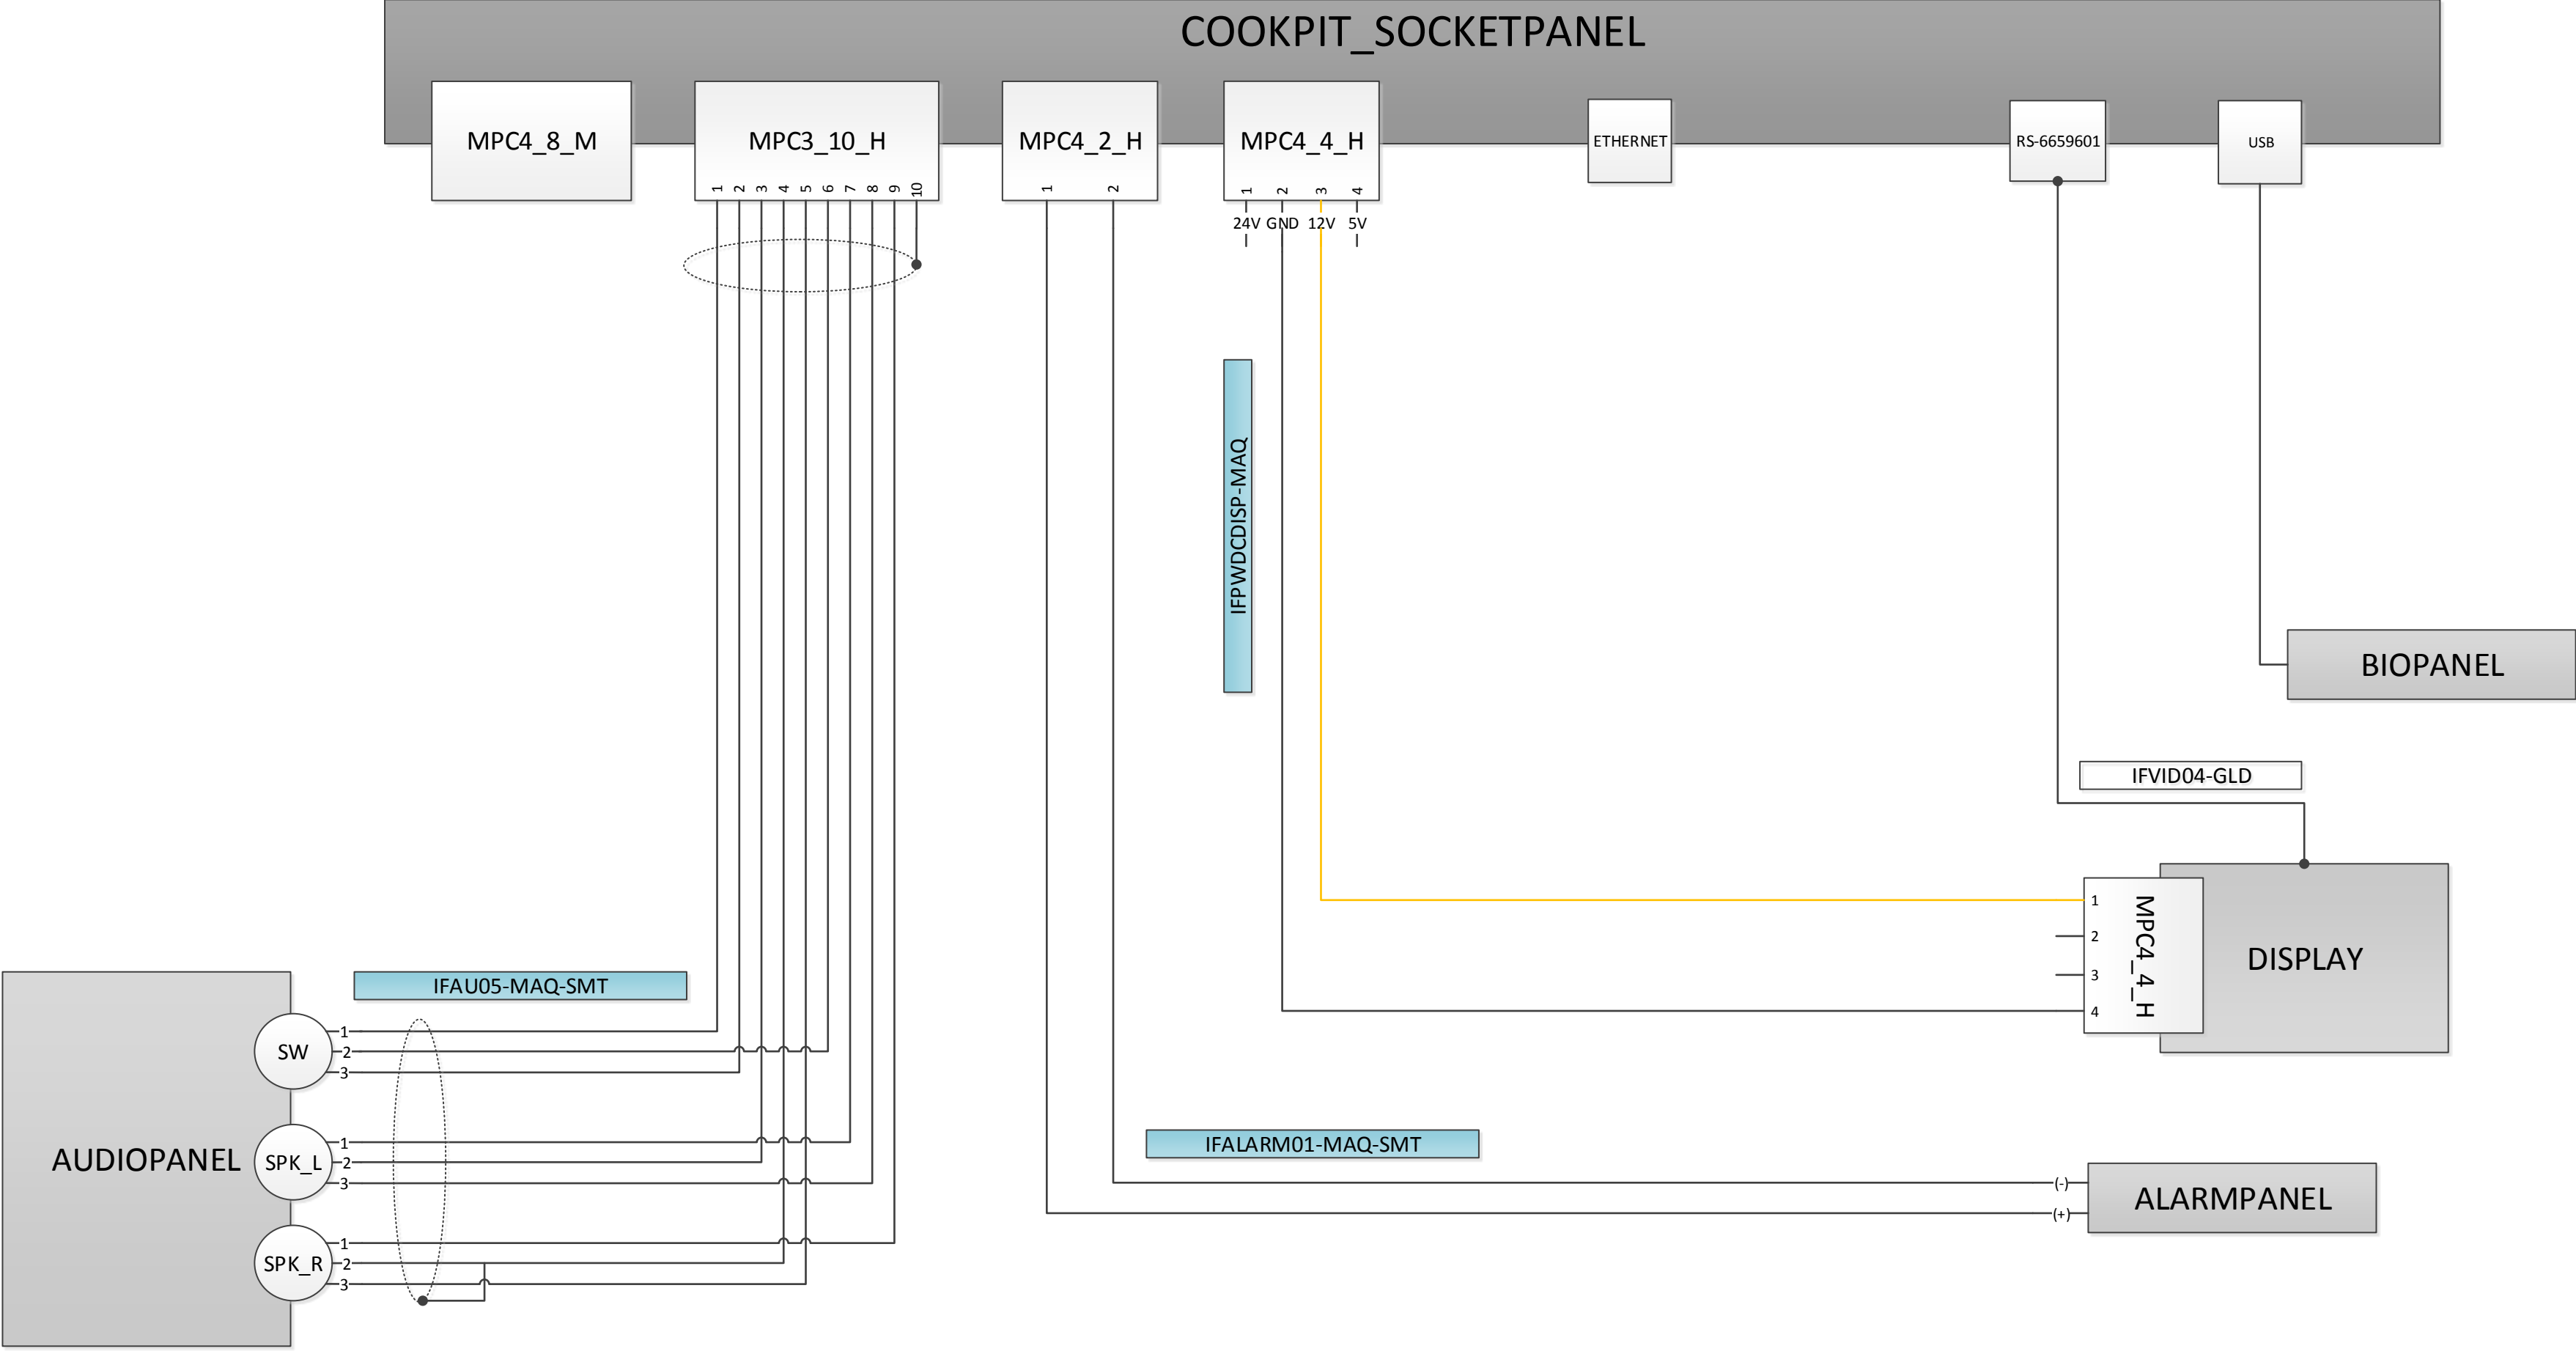 COOKPIT_SOCKETPANEL
MPC4_8_M
MPC3_10_H
MPC4_2_H
MPC4_4_H
ETHERNET
RS-6659601
USB
1 2 3 4 5 6 7 8 9 10
1 2
1 2 3 4
24V GND 12V 5V
IFPWDCDISP-MAQ
BIOPANEL
IFVID04-GLD
1
2
3
4
MPC4_4_H
DISPLAY
IFAU05-MAQ-SMT
AUDIOPANEL
SW
1
2
3
SPK_L
1
2
3
SPK_R
1
2
3
IFALARM01-MAQ-SMT
(-)
(+)
ALARMPANEL